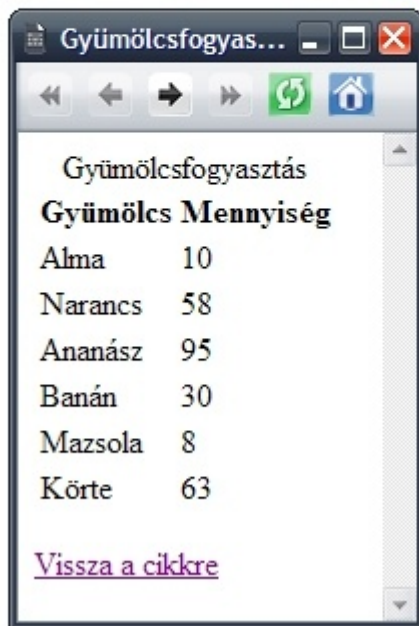 Gyümölcsfogyas...
Gyümölcsfogyasztás
Gyümölcs Mennyiség
Alma 10
Narancs 58
Ananász 95
Banán 30
Mazsola 8
Körte 63
Vissza a cikkre